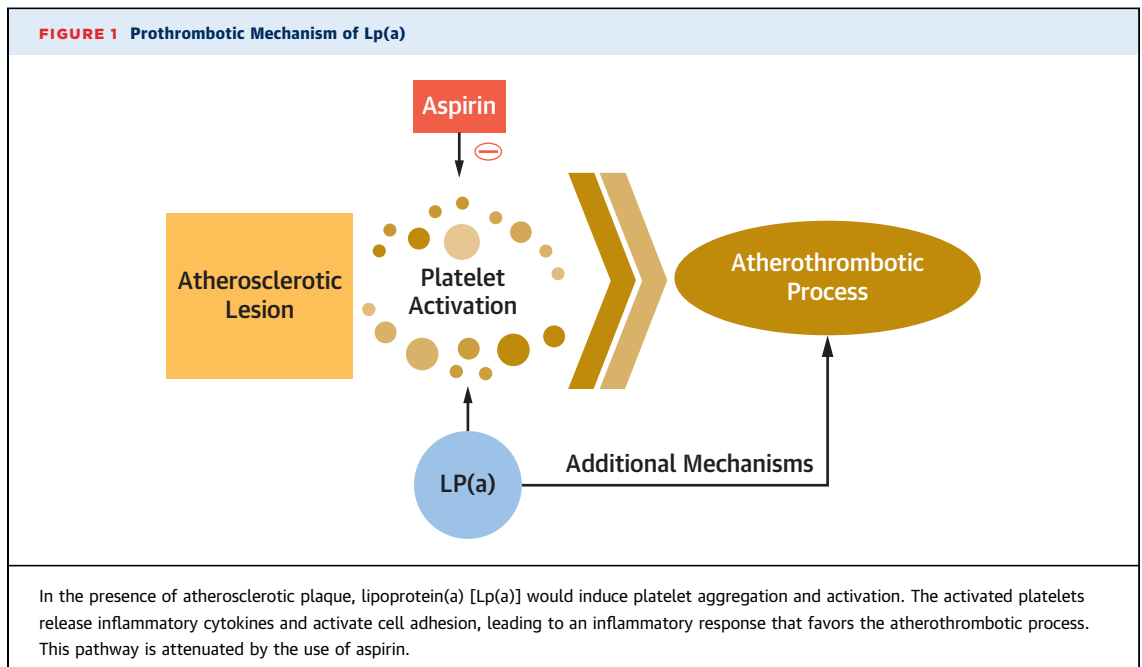 FIGURE 1 Prothrombotic Mechanism of Lp(a)
Aspirin
Atherosclerotic
Lesion
Platelet
Activation
Atherothrombotic
Process
LP(a)
Additional Mechanisms
In the presence of atherosclerotic plaque, lipoprotein(a) [Lp(a)] would induce platelet aggregation and activation. The activated platelets
release inflammatory cytokines and activate cell adhesion, leading to an inflammatory response that favors the atherothrombotic process.
This pathway is attenuated by the use of aspirin.